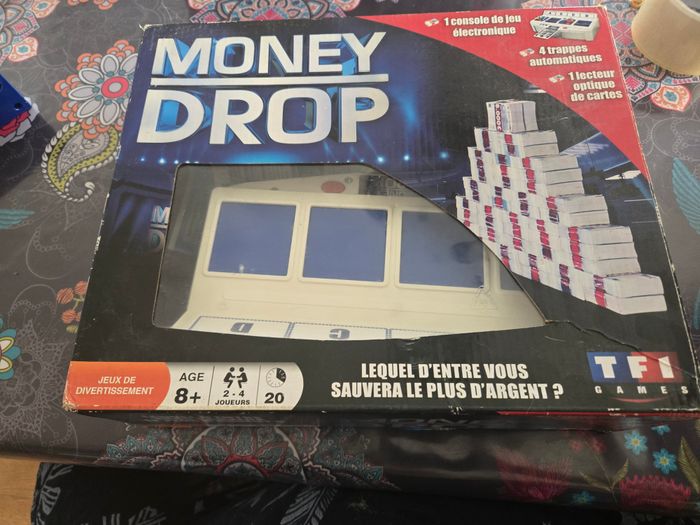 MONEY
DROP
1 console de jeu
électronique
4 trappes
automatiques
1 lecteur
optique
de cartes
D
C
JEUX DE
DIVERTISSEMENT
AGE
8+
2 - 4
JOUEURS
20
LEQUEL D'ENTRE VOUS
SAUVERA LE PLUS D'ARGENT ?
TF1
GAMES